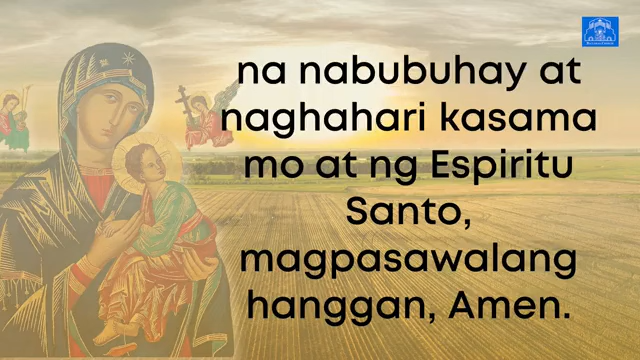 na nabubuhay at
naghahari kasama
mo at ng Espiritu
Santo,
magpasawalang
hanggan, Amen.